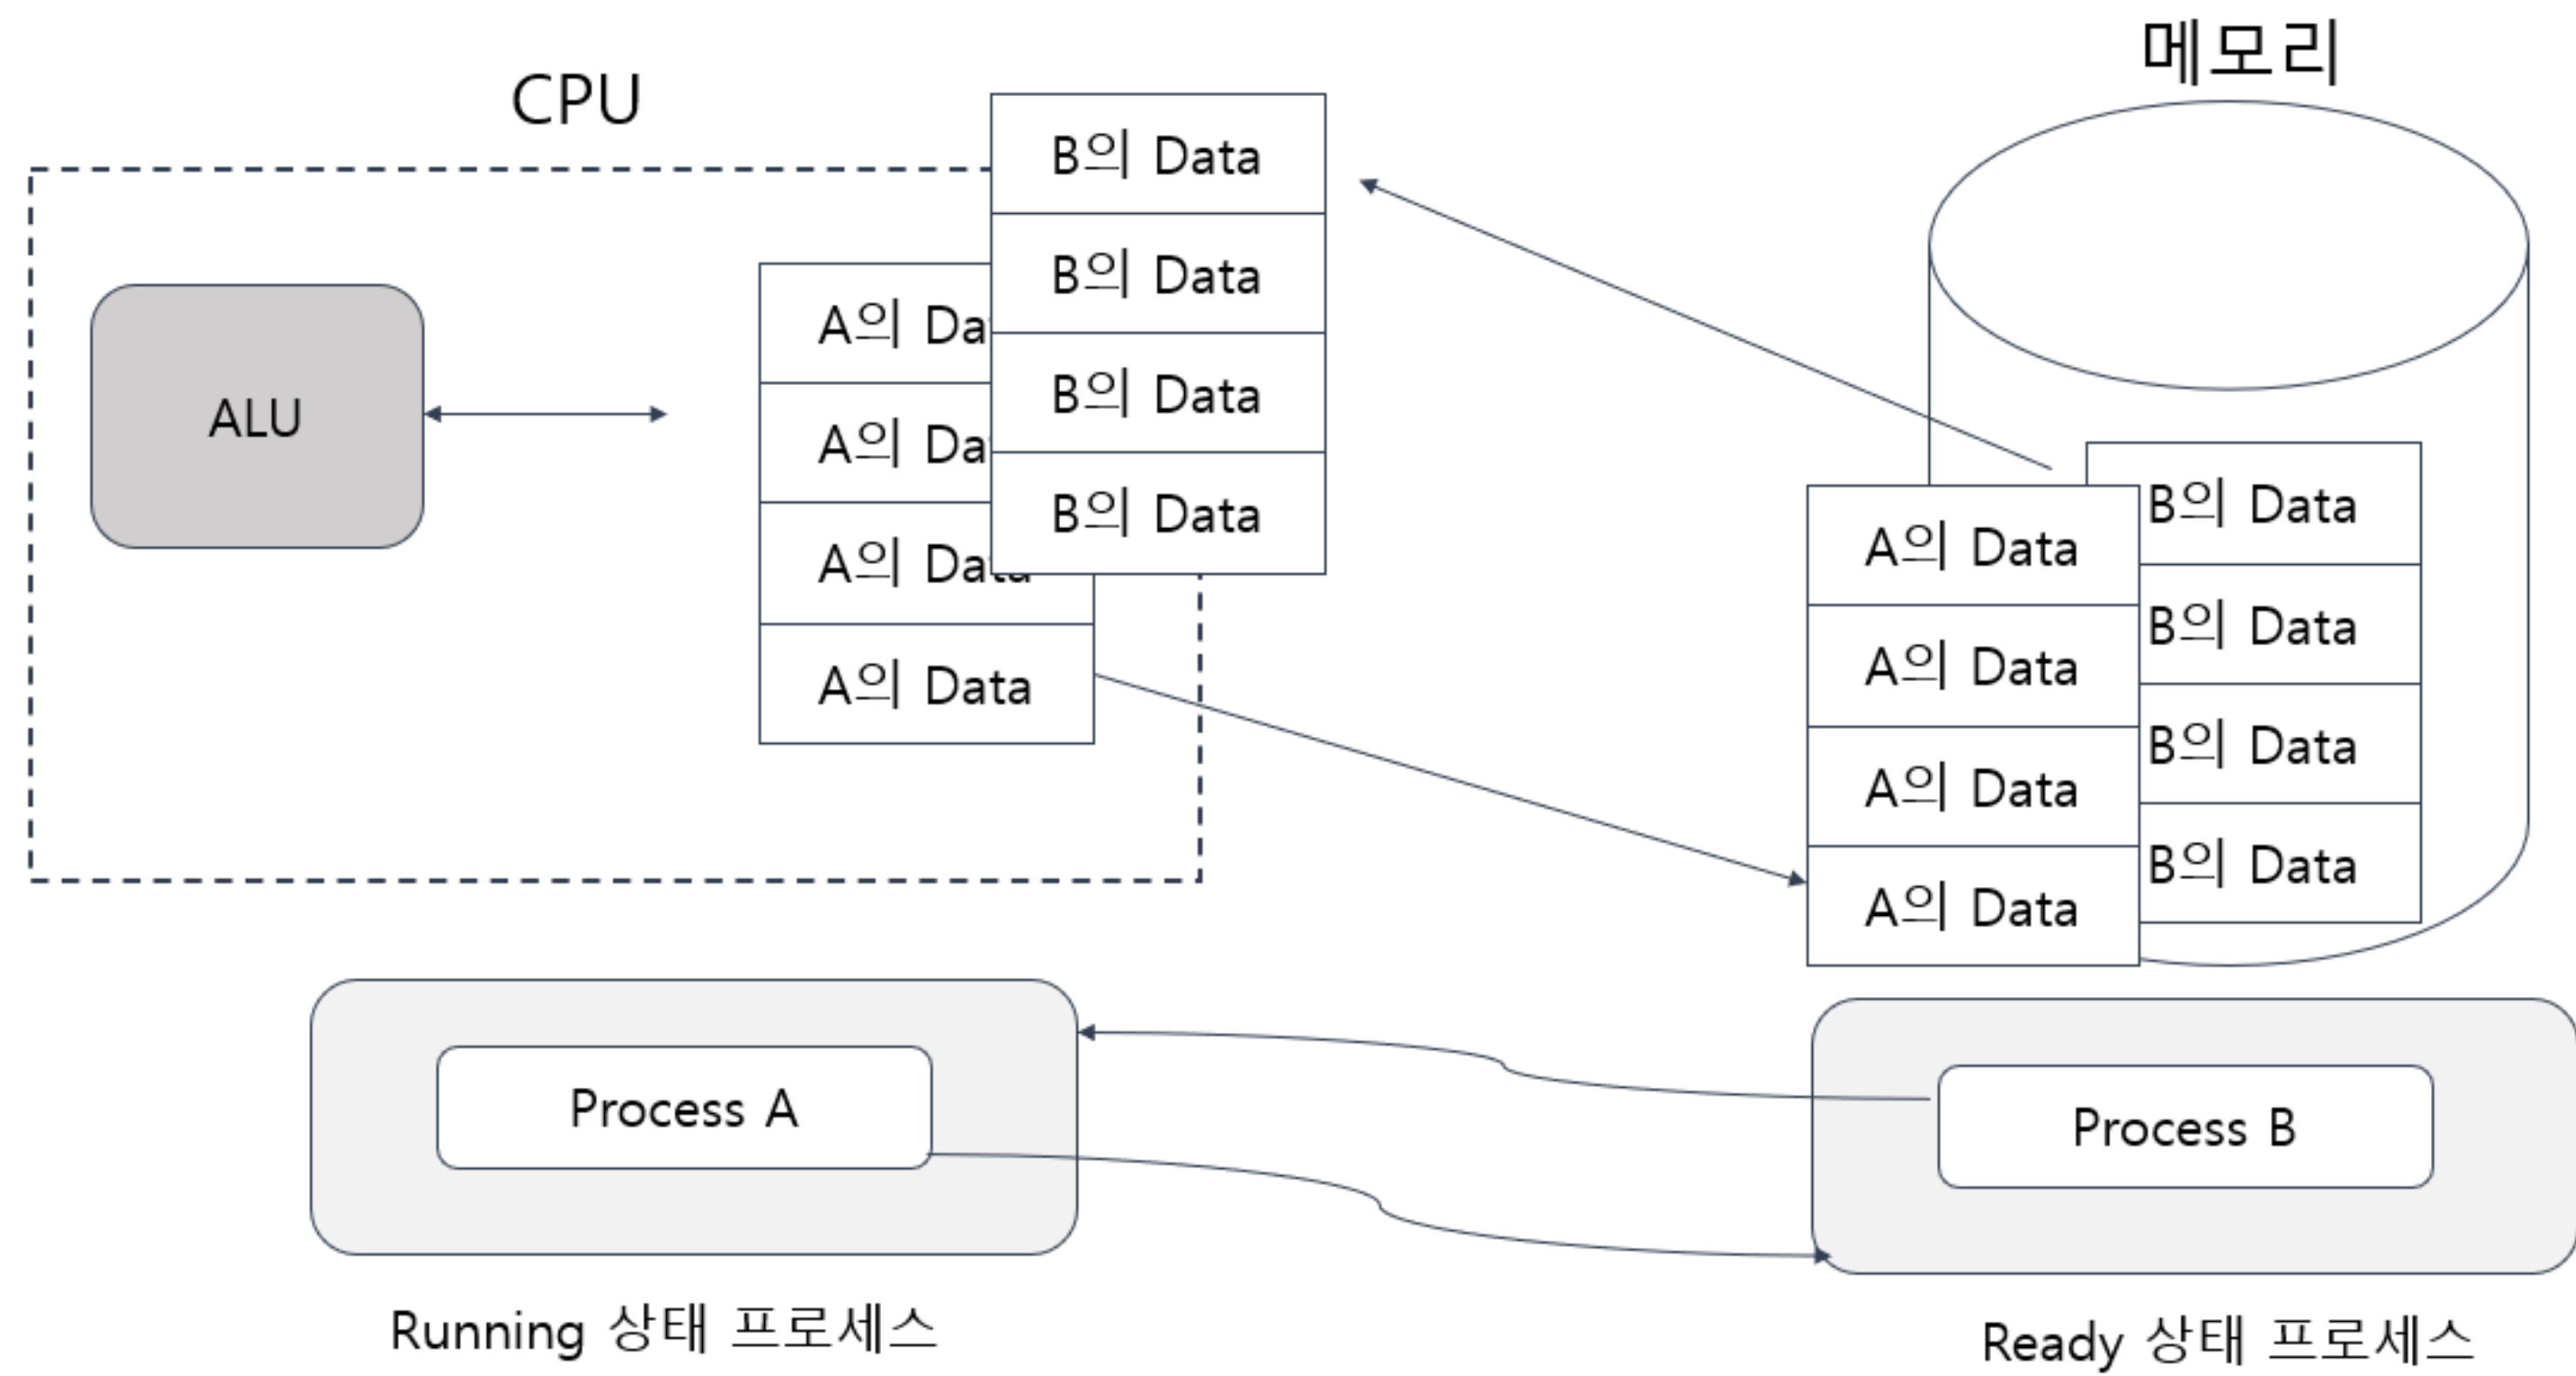 메모리
CPU
B의 Data
B의 Data
B의 Data
B의 Data
A의 Da
A의 Da
A의 Data
A의 Data
ALU
B의 Data
B의 Data
B의 Data
B의 Data
A의 Data
A의 Data
A의 Data
A의 Data
Process A
Process B
Running 상태 프로세스
Ready 상태 프로세스